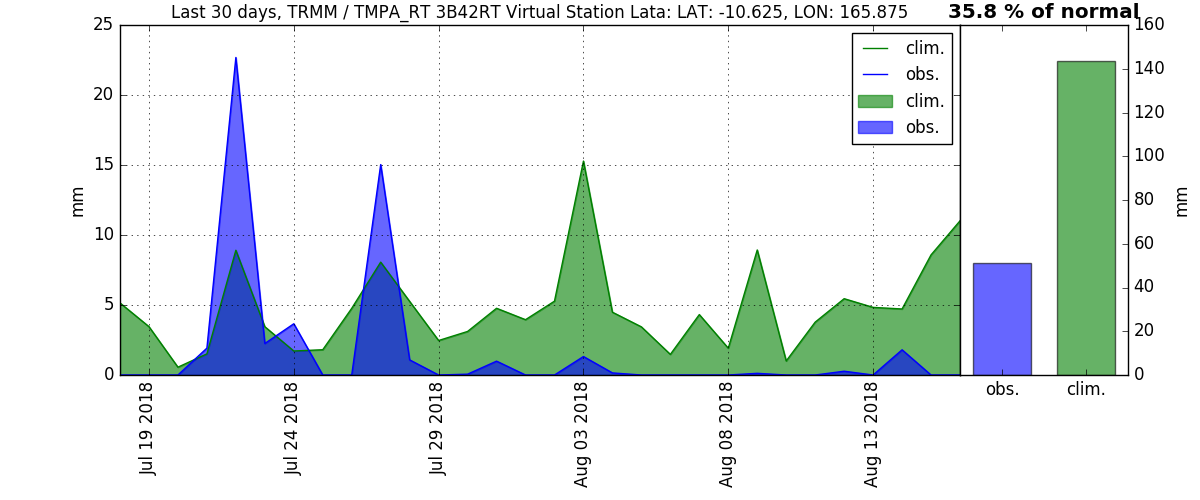 Last 30 days, TRMM / TMPA_RT 3B42RT Virtual Station Lata: LAT: -10.625, LON: 165.875
35.8 % of normal
25
20
15
10
5
0
mm
clim.
obs.
clim.
obs.
160
140
120
100
80
60
40
20
0
mm
obs.
clim.
Jul 19 2018
Jul 24 2018
Jul 29 2018
Aug 03 2018
Aug 08 2018
Aug 13 2018